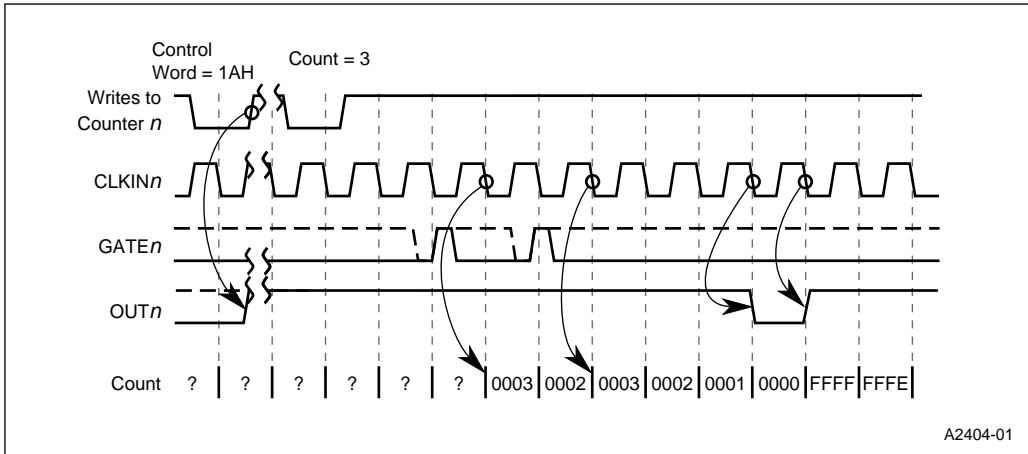 Control
Word = 1AH
Count = 3
Writes to
Counter n
CLKINn
GATEn
OUTn
Count ? ? ? ? ? ? 0003 0002 0003 0002 0001 0000 FFFF FFFE
A2404-01